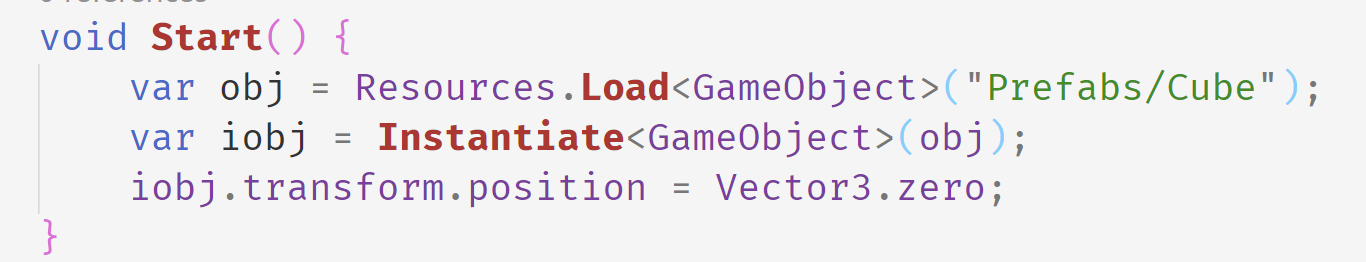 void Start() {
var obj = Resources.Load<GameObject>("Prefabs/Cube");
var iobj = Instantiate<GameObject>(obj);
iobj.transform.position = Vector3.zero;
}